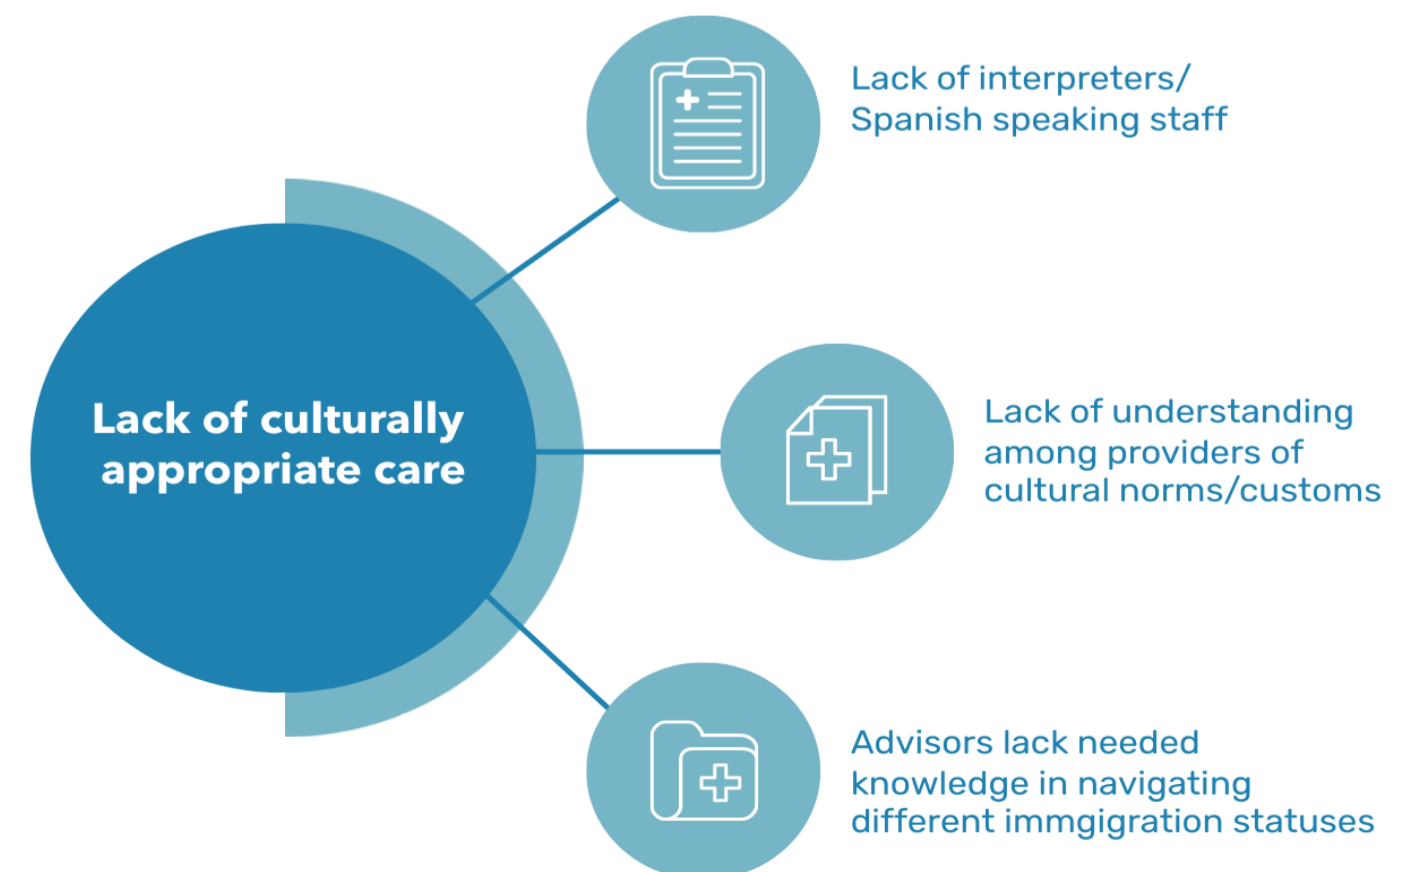 Lack of interpreters/
Spanish speaking staff
Lack of culturally
appropriate care
Lack of understanding
among providers of
cultural norms/customs
Advisors lack needed
knowledge in navigating
different immgigration statuses